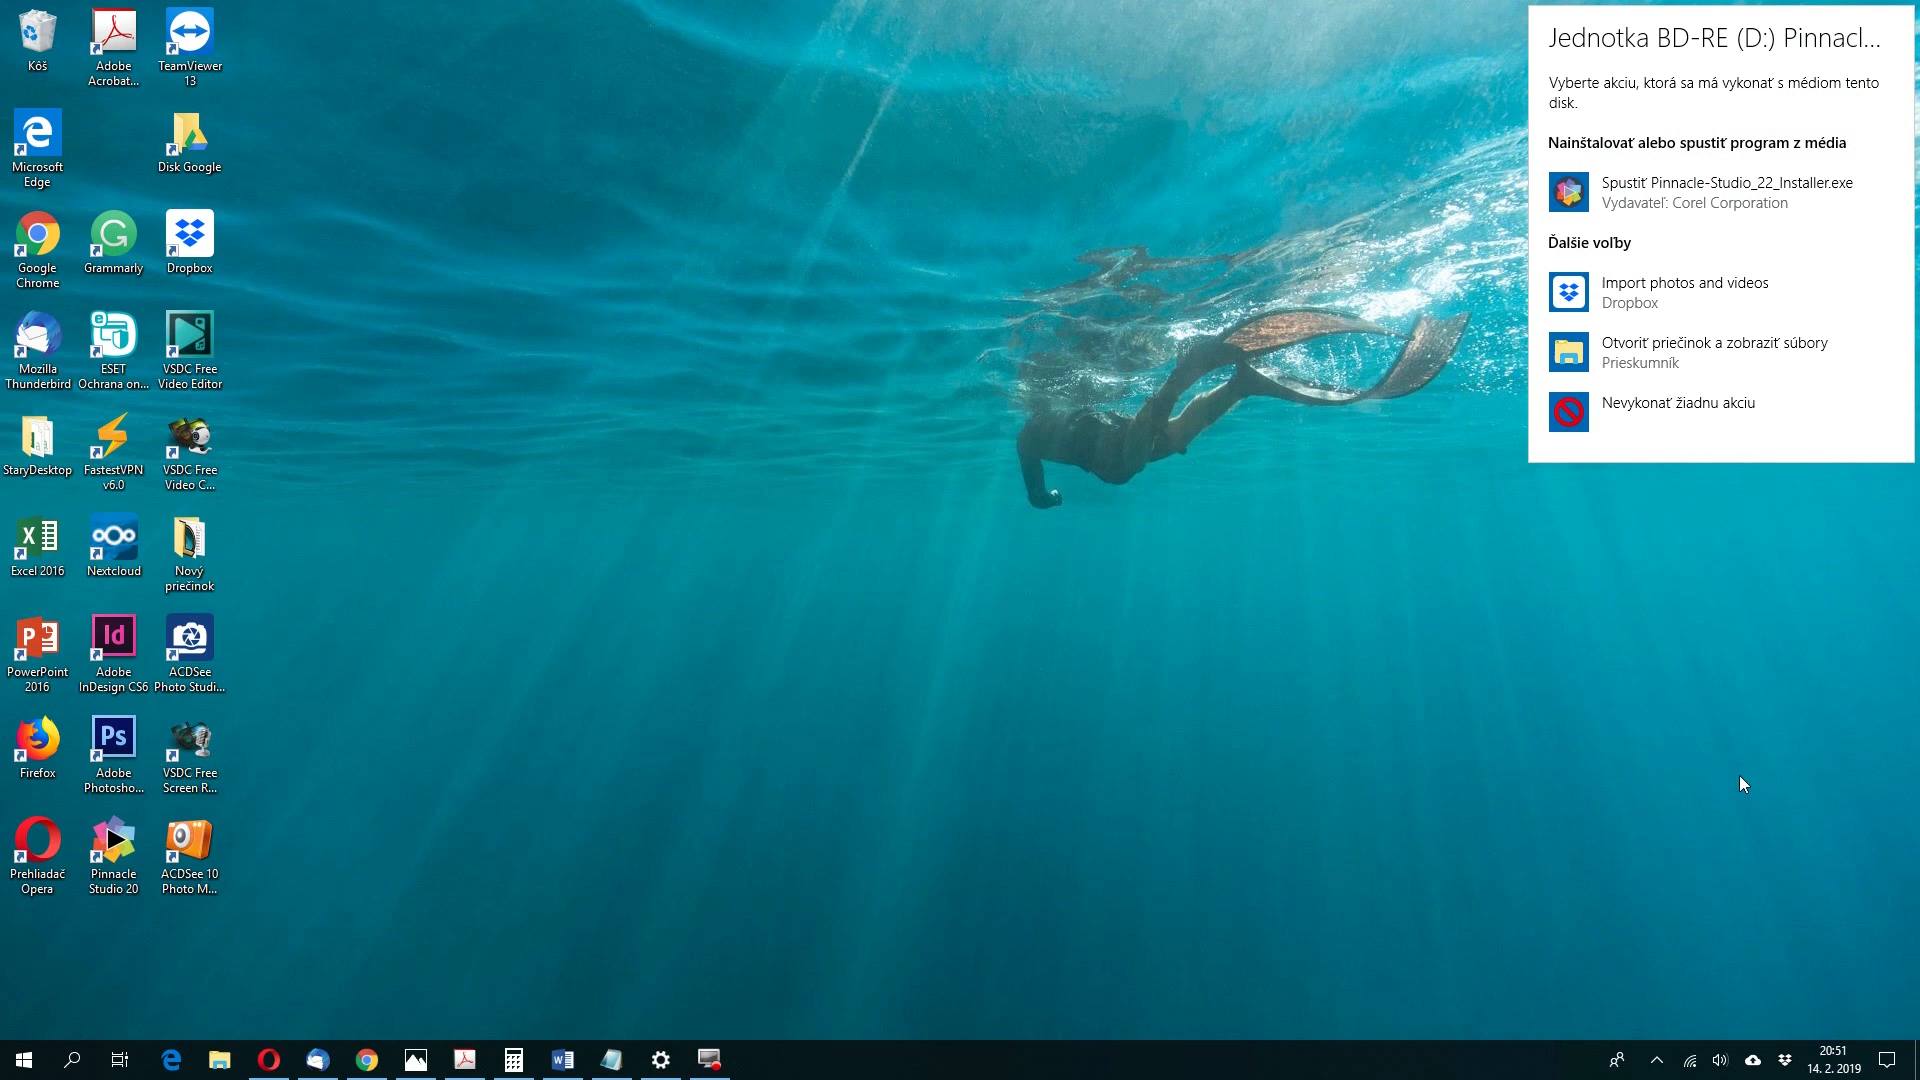 Kôš
Adobe
Acrobat...
TeamViewer
13
Microsoft
Edge
Disk Google
Google
Chrome
Grammarly
Dropbox
Mozilla
Thunderbird
ESET
Ochrana on...
VSDC Free
Video Editor
StaryDesktop
FastestVPN
v6.0
VSDC Free
Video C...
Excel 2016
Nextcloud
Nový
priečinok
PowerPoint
2016
Adobe
InDesign CS6
ACDSee
Photo Studi...
Firefox
Adobe
Photosho...
VSDC Free
Screen R...
Prehliadač
Opera
Pinnacle
Studio 20
ACDSee 10
Photo M...
Jednotka BD-RE (D:) Pinnacl...
Vyberte akciu, ktorá sa má vykonať s médiom tento
disk.
Nainštalovať alebo spustiť program z média
Spustiť Pinnacle-Studio_22_Installer.exe
Vydavateľ: Corel Corporation
Ďalšie voľby
Import photos and videos
Dropbox
Otvoriť priečinok a zobraziť súbory
Prieskumník
Nevykonať žiadnu akciu
20:51
14. 2. 2019